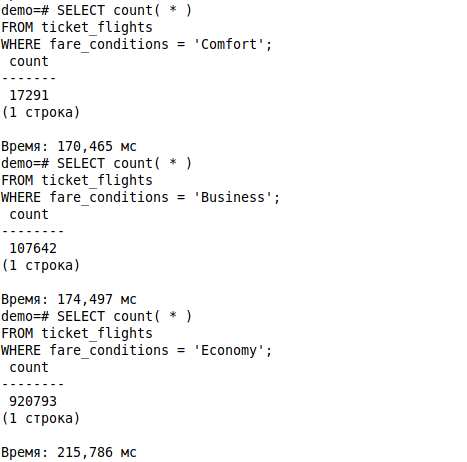 demo=# SELECT count( * )
FROM ticket_flights
WHERE fare_conditions = 'Comfort';
 count
-------
 17291
(1 строка)

Время: 170,465 мс
demo=# SELECT count( * )
FROM ticket_flights
WHERE fare_conditions = 'Business';
 count
--------
 107642
(1 строка)

Время: 174,497 мс
demo=# SELECT count( * )
FROM ticket_flights
WHERE fare_conditions = 'Economy';
 count
--------
 920793
(1 строка)

Время: 215,786 мс